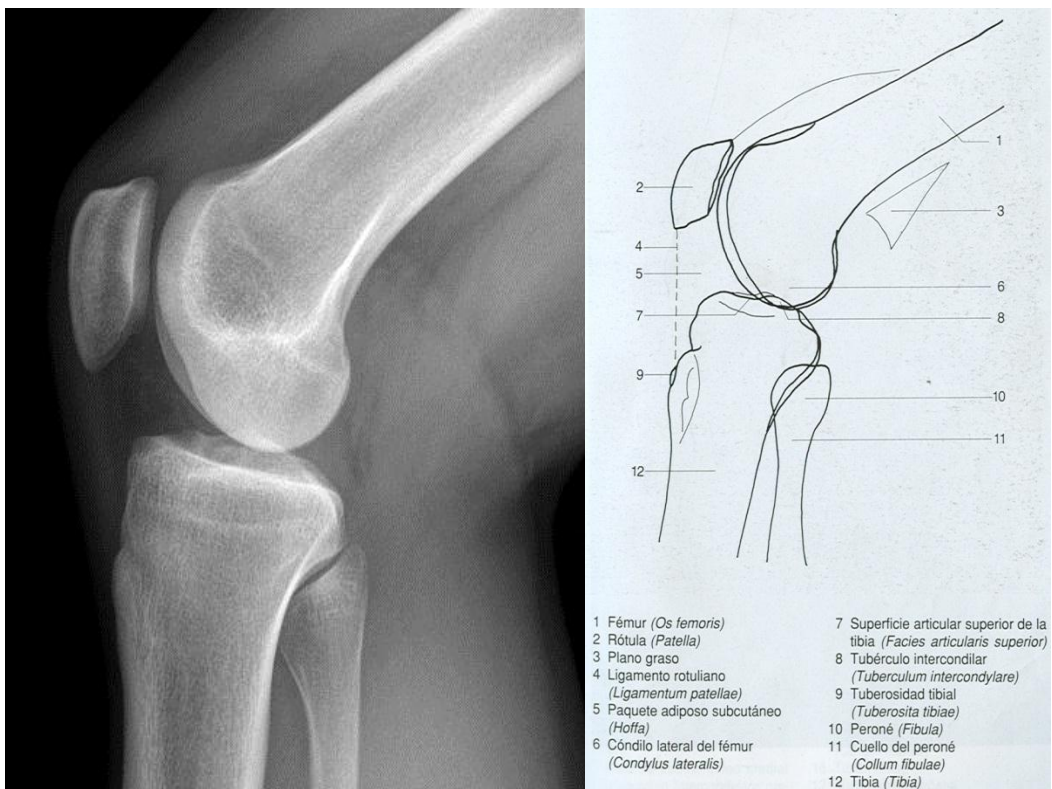 1
2
3
4
5
6
7
8
9
10
11
12
1 Fémur (Os femoris)
2 Rótula (Patella)
3 Plano graso
4 Ligamento rotuliano
(Ligamentum patellae)
5 Paquete adiposo subcutáneo
(Hoffa)
6 Cóndilo lateral del fémur
(Condylus lateralis)
7 Superficie articular superior de la
tibia (Facies articularis superior)
8 Tubérculo intercondilar
(Tuberculum intercondylare)
9 Tuberosidad tibial
(Tuberosita tibiae)
10 Peroné (Fibula)
11 Cuello del peroné
(Collum fibulae)
12 Tibia (Tibia)